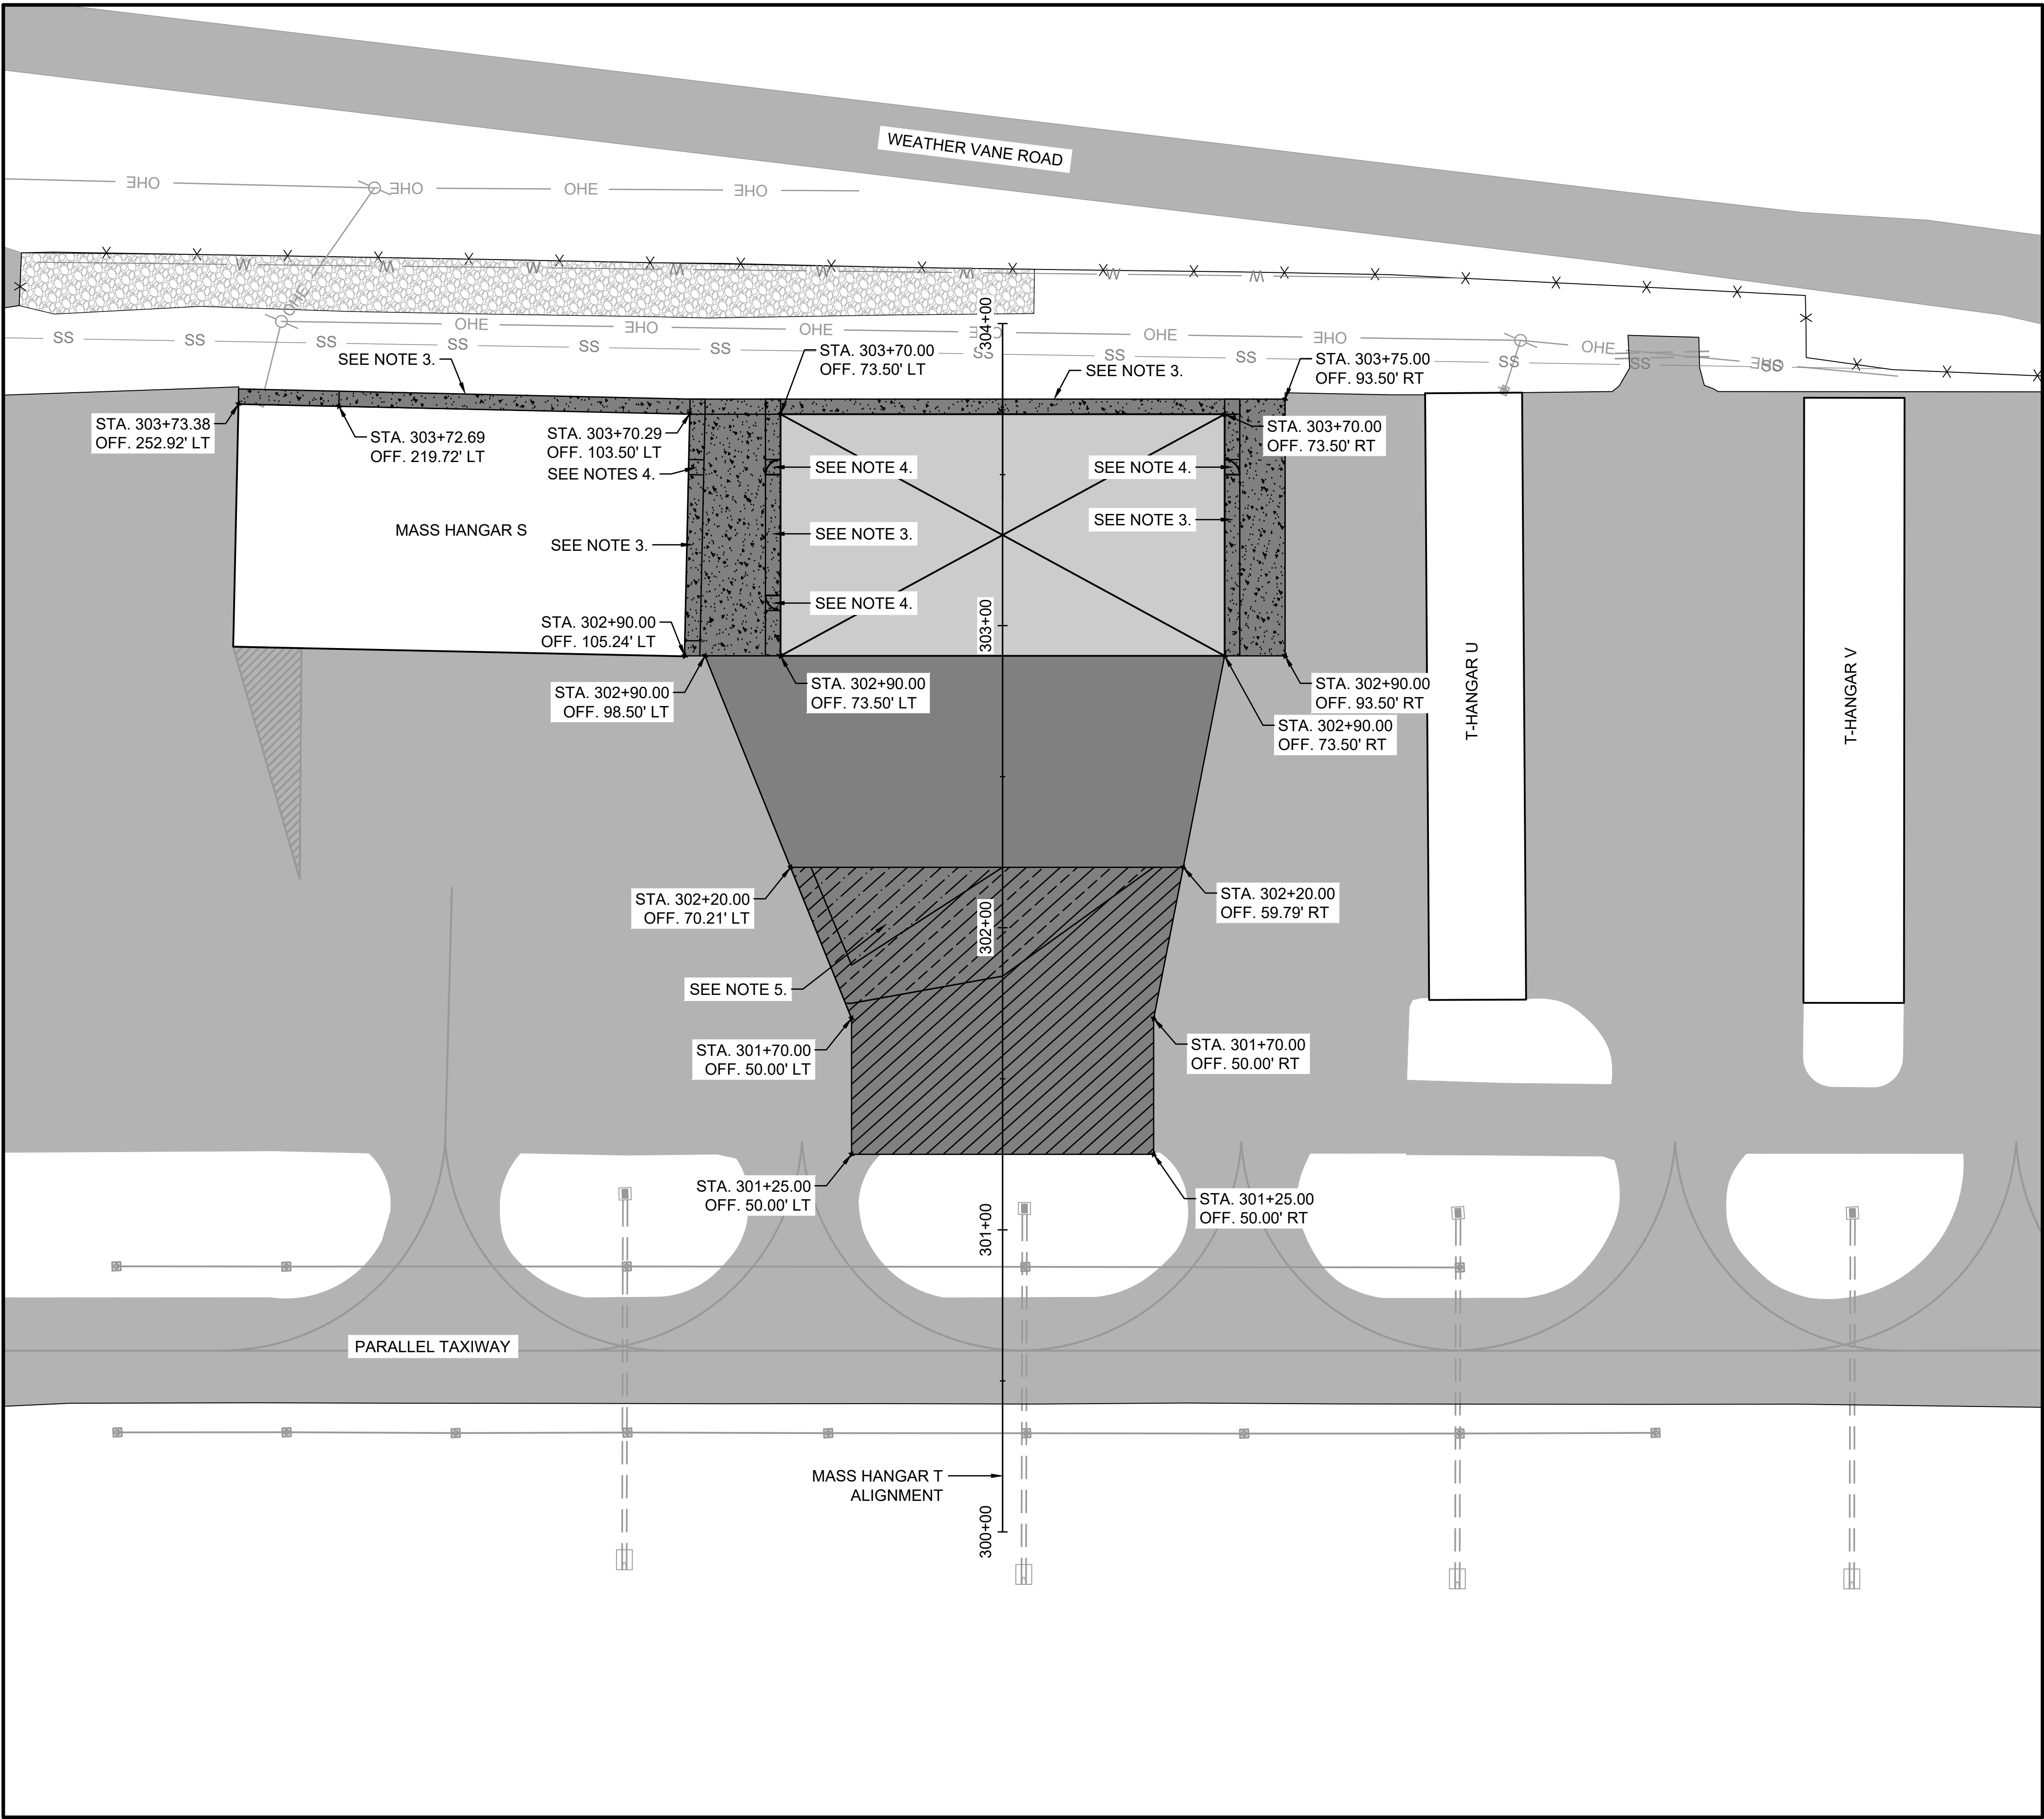 WEATHER VANE ROAD
OHE
OHE
OHE
OHE
OHE
W
W
W
W
W
W
W
W
OHE
OHE
OHE
OHE
OHE
OHE
OHE
OHE
SS
SS
SS
SS
SS
SS
SS
SS
SS
SS
SS
SS
304+00
SEE NOTE 3.
STA. 303+70.00
OFF. 73.50' LT
SEE NOTE 3.
STA. 303+75.00
OFF. 93.50' RT
STA. 303+73.38
OFF. 252.92' LT
STA. 303+72.69
OFF. 219.72' LT
STA. 303+70.29
OFF. 103.50' LT
SEE NOTES 4.
STA. 303+70.00
OFF. 73.50' RT
SEE NOTE 4.
SEE NOTE 4.
MASS HANGAR S
SEE NOTE 3.
SEE NOTE 3.
SEE NOTE 3.
SEE NOTE 4.
303+00
STA. 302+90.00
OFF. 105.24' LT
STA. 302+90.00
OFF. 98.50' LT
STA. 302+90.00
OFF. 73.50' LT
STA. 302+90.00
OFF. 93.50' RT
STA. 302+90.00
OFF. 73.50' RT
T-HANGAR U
T-HANGAR V
STA. 302+20.00
OFF. 70.21' LT
STA. 302+20.00
OFF. 59.79' RT
302+00
SEE NOTE 5.
STA. 301+70.00
OFF. 50.00' LT
STA. 301+70.00
OFF. 50.00' RT
STA. 301+25.00
OFF. 50.00' LT
STA. 301+25.00
OFF. 50.00' RT
301+00
PARALLEL TAXIWAY
MASS HANGAR T
ALIGNMENT
300+00